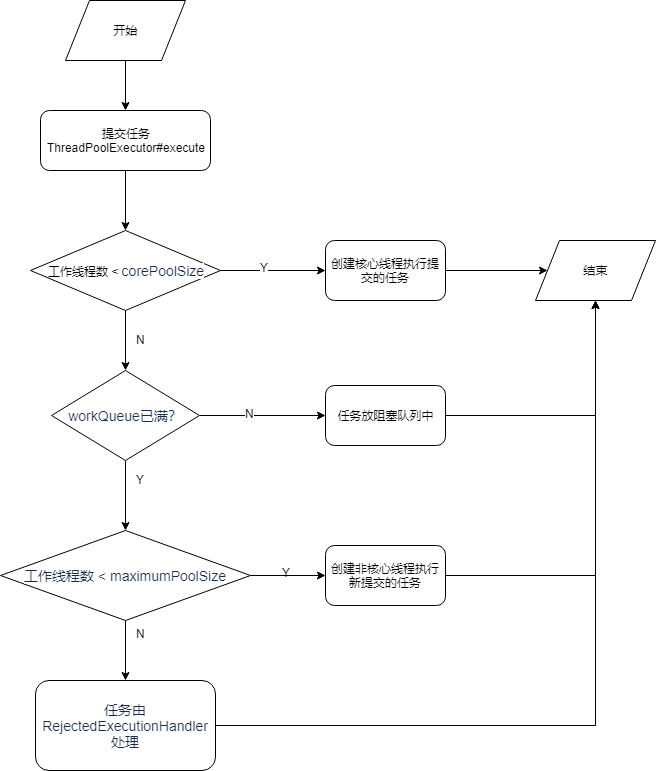 开始
提交任务
ThreadPoolExecutor#execute
工作线程数 < corePoolSize
Y
创建核心线程执行提
交的任务
结束
N
workQueue已满?
N
任务放阻塞队列中
Y
工作线程数 < maximumPoolSize
Y
创建非核心线程执行
新提交的任务
N
任务由
RejectedExecutionHandler
处理